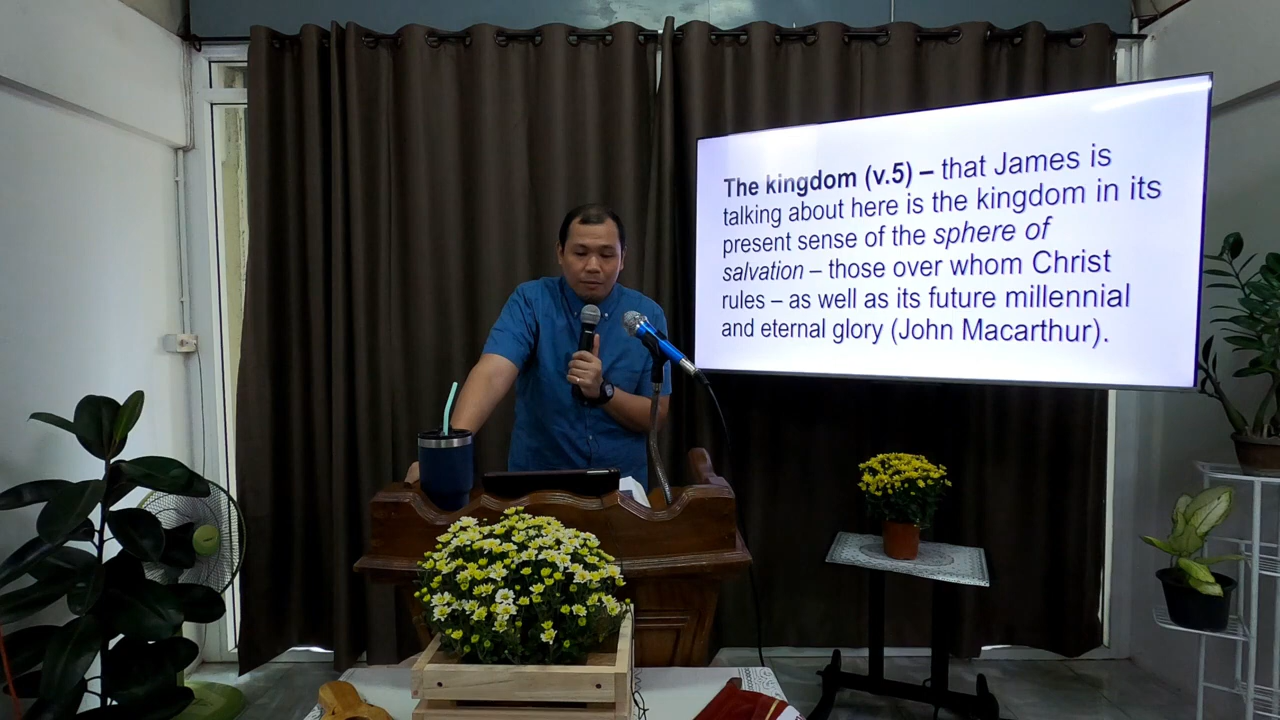 The kingdom (v.5) – that James is
talking about here is the kingdom in its
present sense of the sphere of
salvation – those over whom Christ
rules – as well as its future millennial
and eternal glory (John Macarthur).